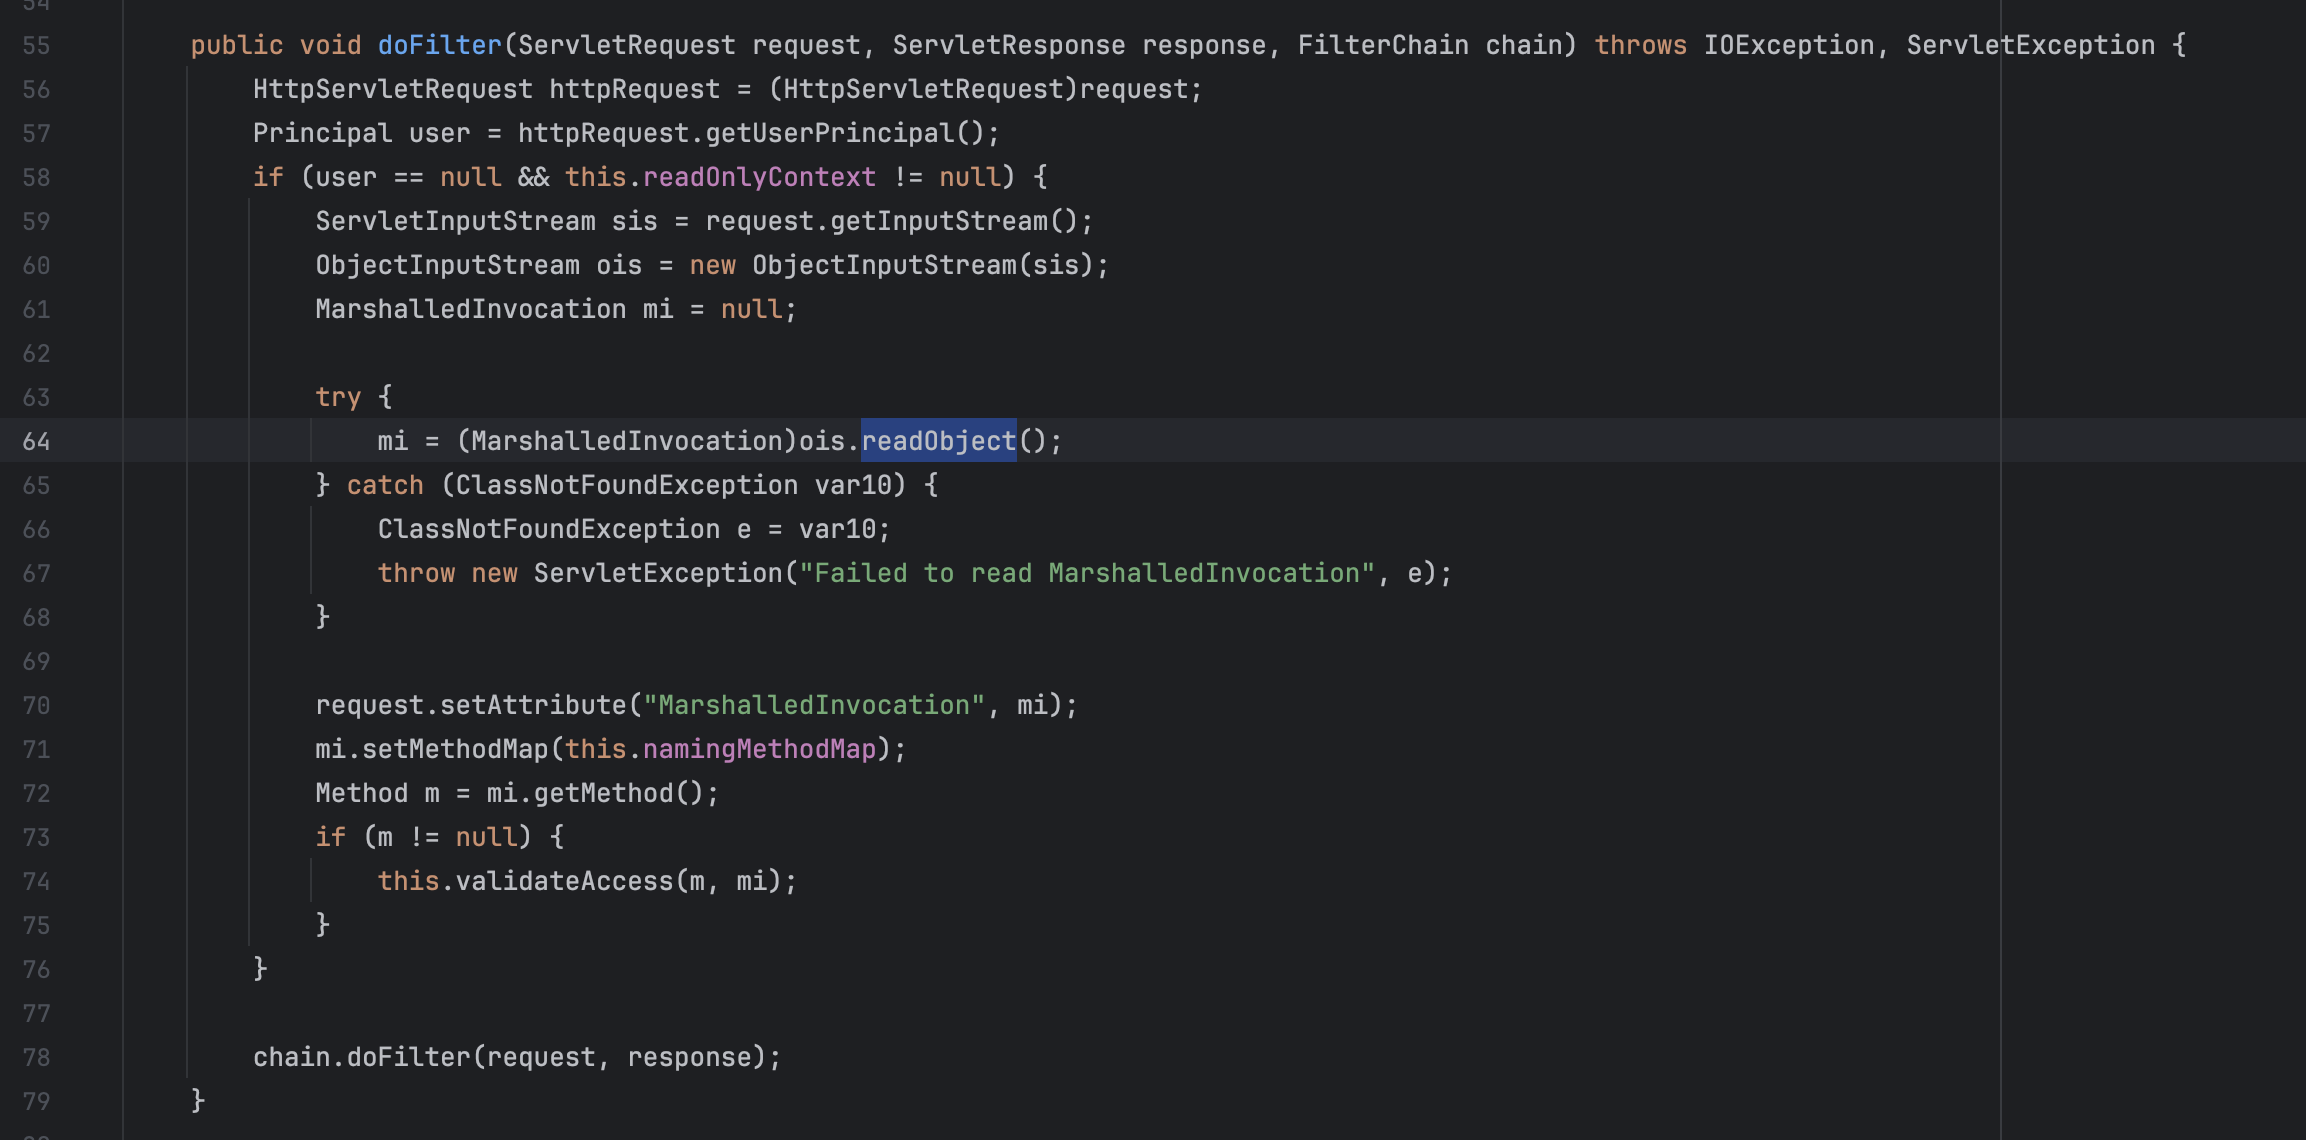 54
55 public void doFilter(ServletRequest request, ServletResponse response, FilterChain chain) throws IOException, ServletException {
56 HttpServletRequest httpRequest = (HttpServletRequest)request;
57 Principal user = httpRequest.getUserPrincipal();
58 if (user == null && this.readOnlyContext != null) {
59 ServletInputStream sis = request.getInputStream();
60 ObjectInputStream ois = new ObjectInputStream(sis);
61 MarshalledInvocation mi = null;
62
63 try {
64 mi = (MarshalledInvocation)ois.readObject();
65 } catch (ClassNotFoundException var10) {
66 ClassNotFoundException e = var10;
67 throw new ServletException("Failed to read MarshalledInvocation", e);
68 }
69
70 request.setAttribute("MarshalledInvocation", mi);
71 mi.setMethodMap(this.namingMethodMap);
72 Method m = mi.getMethod();
73 if (m != null) {
74 this.validateAccess(m, mi);
75 }
76 }
77
78 chain.doFilter(request, response);
79 }